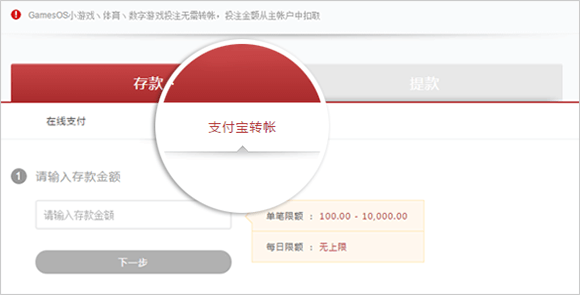 GamesOS小游戏、体育、数字游戏投注无需转帐，投注金额从主帐户中扣取
存款
提款
在线支付
支付宝转帐
1 请输入存款金额
请输入存款金额
单笔限额 : 100.00 - 10,000.00
每日限额 : 无上限
下一步